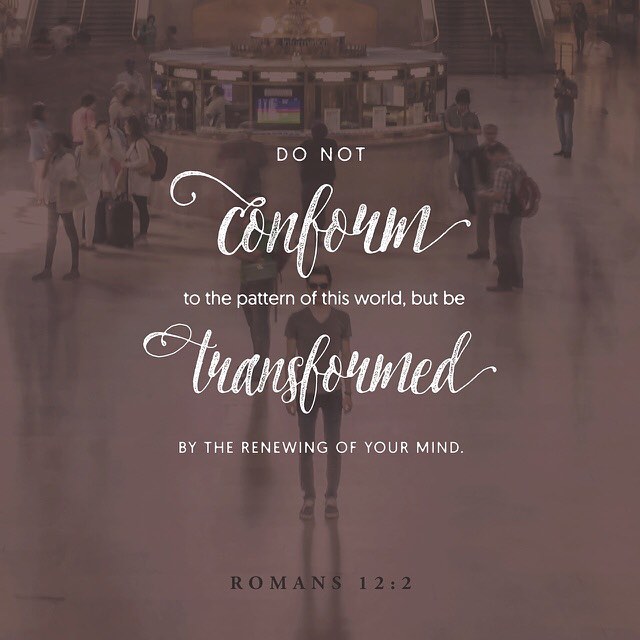 DO NOT
conform
to the pattern of this world, but be
transformed
BY THE RENEWING OF YOUR MIND.
ROMANS 12:2